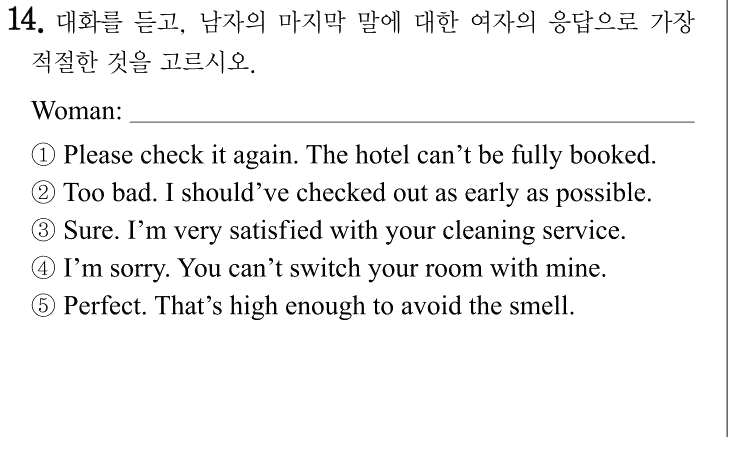 14. 대화를 듣고, 남자의 마지막 말에 대한 여자의 응답으로 가장
적절한 것을 고르시오.
Woman: ________________________________________
① Please check it again. The hotel can’t be fully booked.
② Too bad. I should’ve checked out as early as possible.
③ Sure. I’m very satisfied with your cleaning service.
④ I’m sorry. You can’t switch your room with mine.
⑤ Perfect. That’s high enough to avoid the smell.